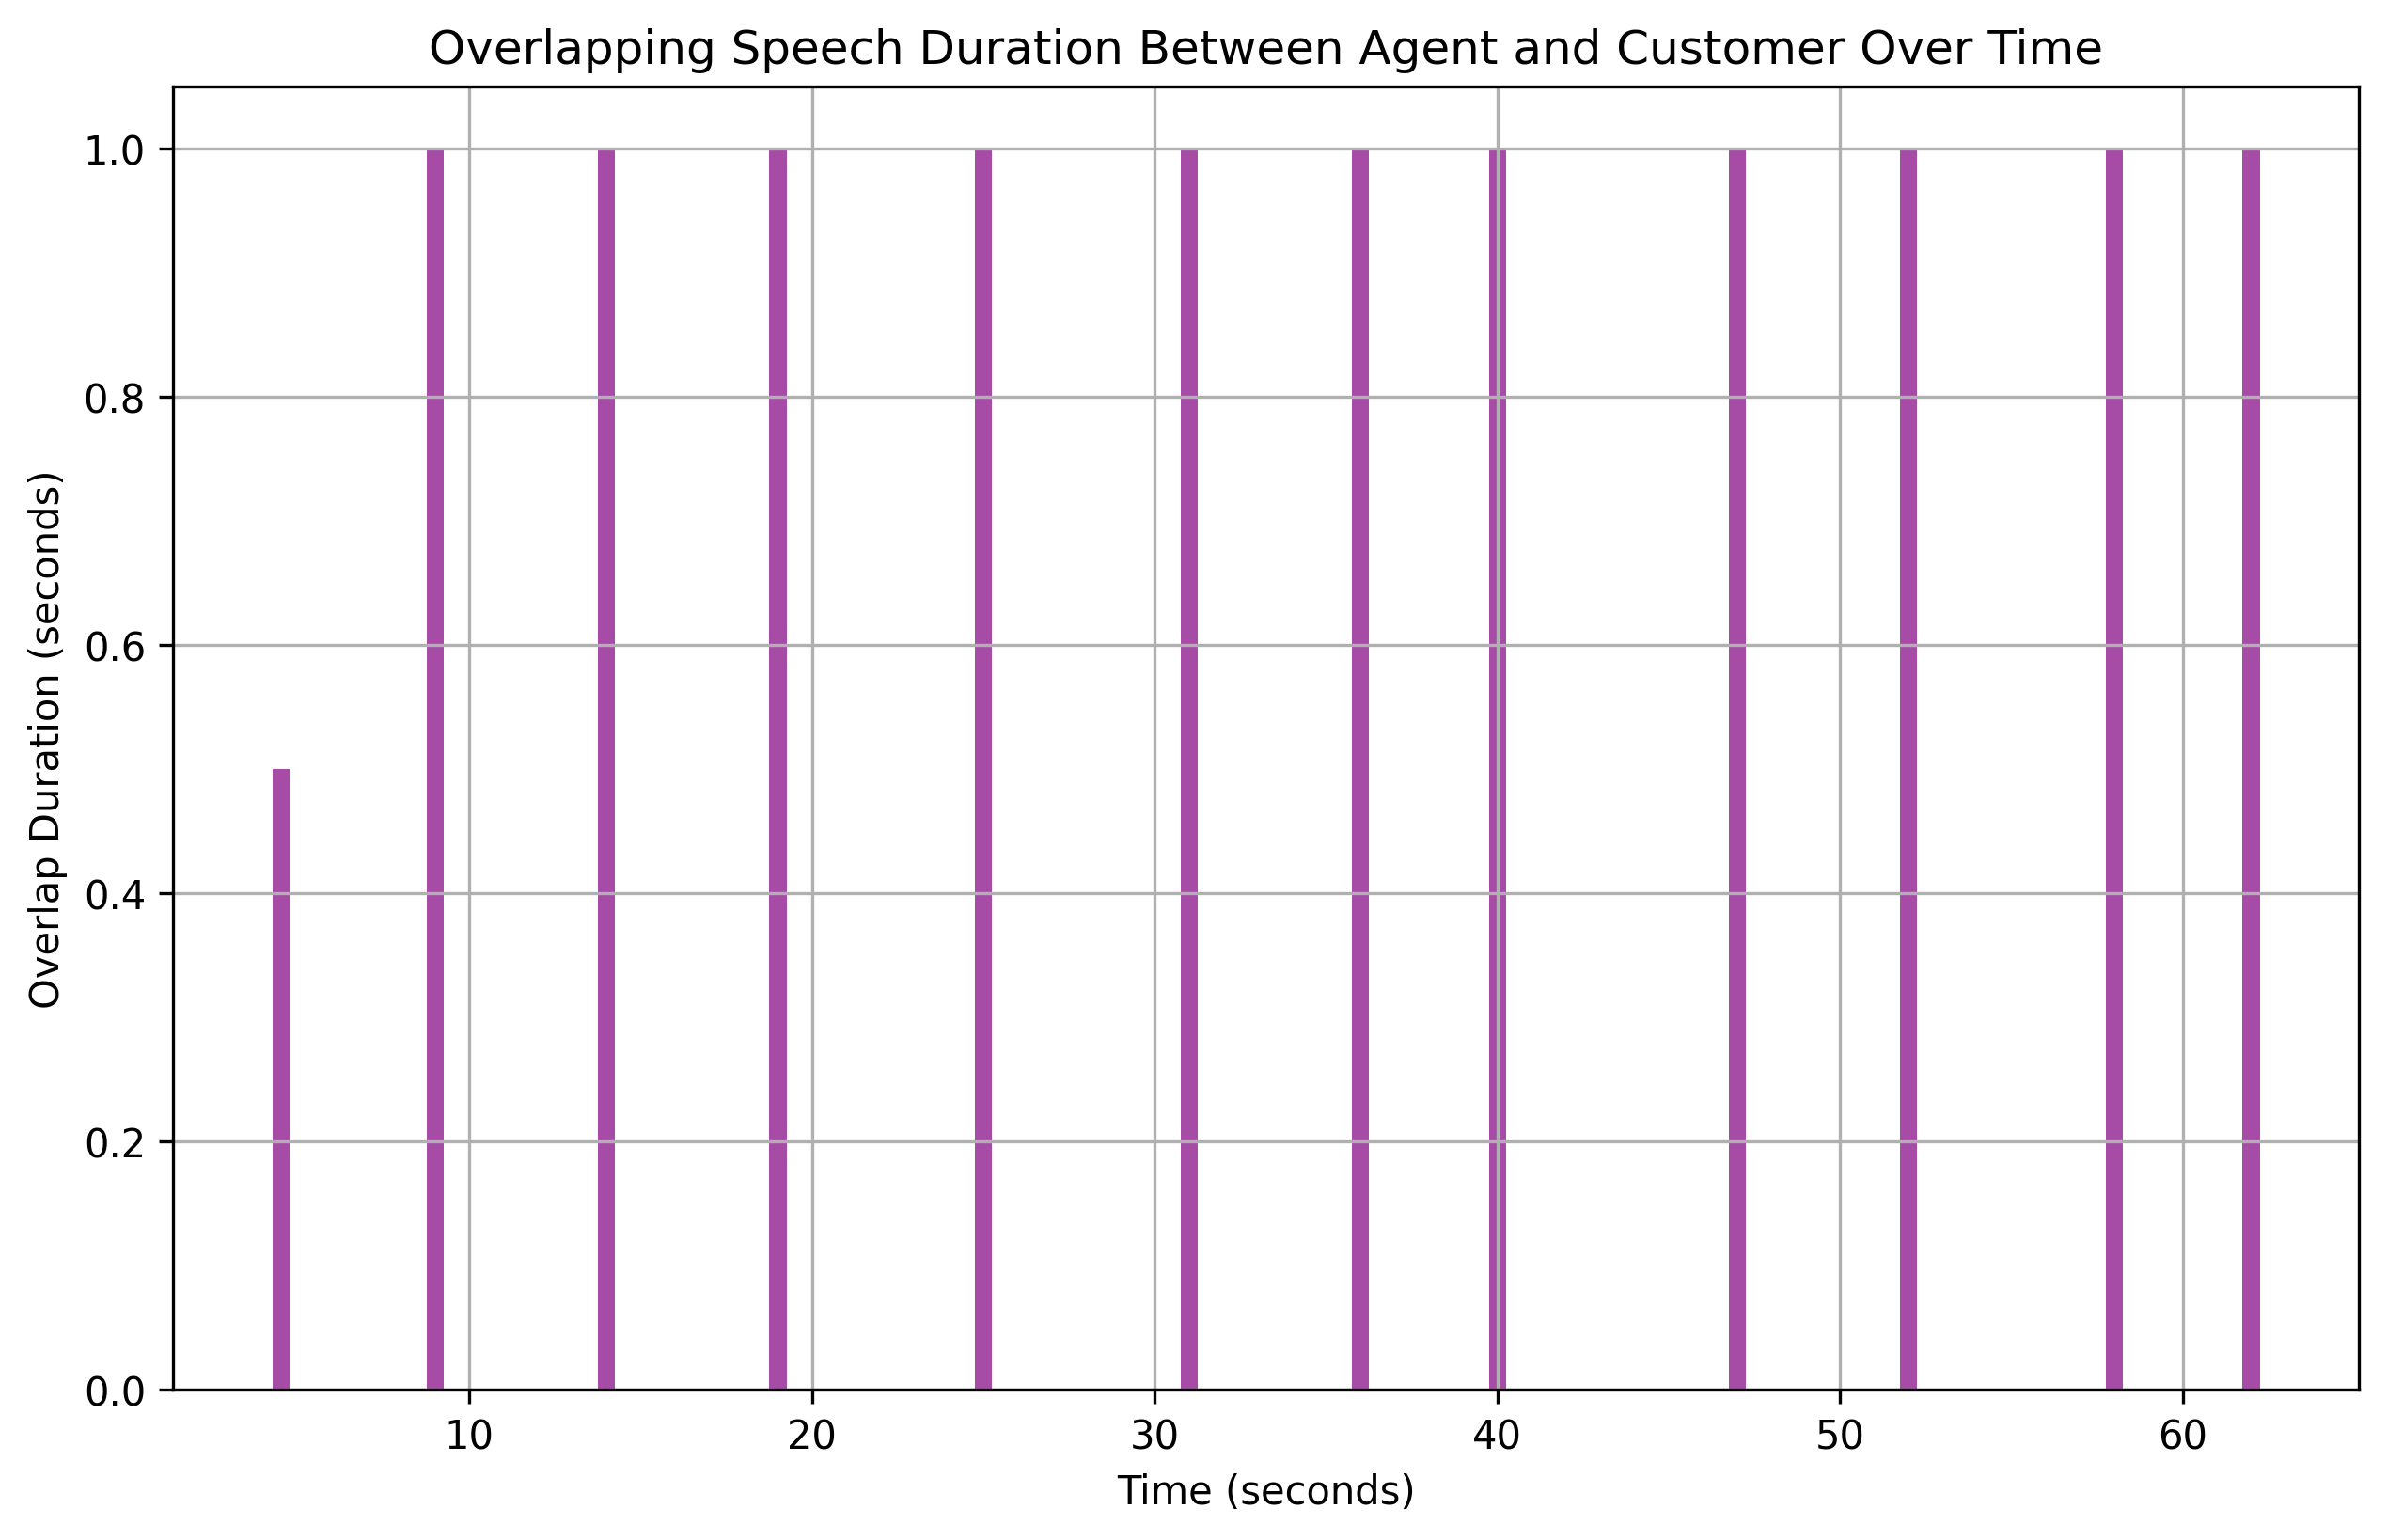 Overlapping Speech Duration Between Agent and Customer Over Time
Overlap Duration (seconds)
1.0
0.8
0.6
0.4
0.2
0.0
10 20 30 40 50 60
Time (seconds)